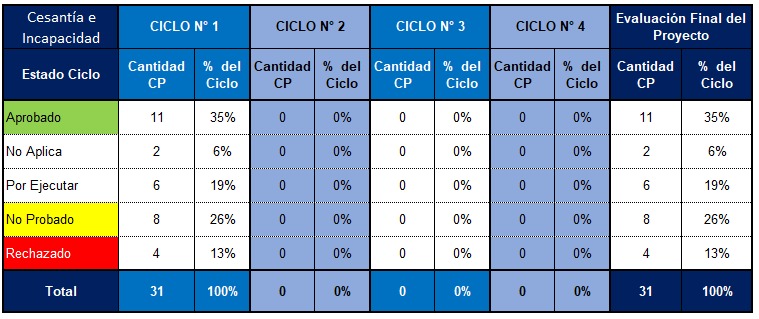 Cesantía e Incapacidad CICLO N° 1 CICLO N° 2 CICLO N° 3 CICLO N° 4 Evaluación Final del Proyecto
Estado Ciclo Cantidad CP % del Ciclo Cantidad CP % del Ciclo Cantidad CP % del Ciclo Cantidad CP % del Ciclo Cantidad CP % del Ciclo
Aprobado 11 35% 0 0% 0 0% 0 0% 11 35%
No Aplica 2 6% 0 0% 0 0% 0 0% 2 6%
Por Ejecutar 6 19% 0 0% 0 0% 0 0% 6 19%
No Probado 8 26% 0 0% 0 0% 0 0% 8 26%
Rechazado 4 13% 0 0% 0 0% 0 0% 4 13%
Total 31 100% 0 0% 0 0% 0 0% 31 100%